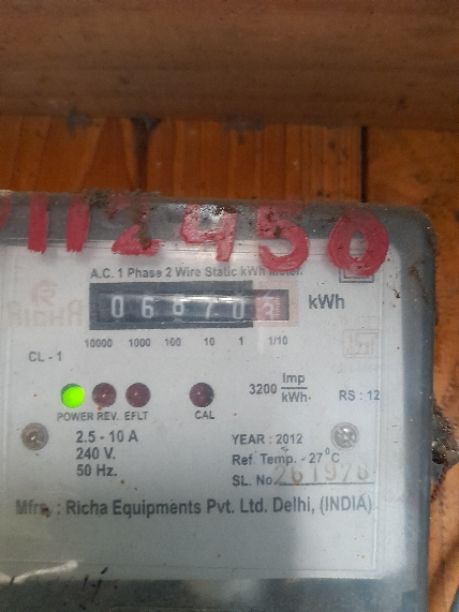 112450
A.C. 1 Phase 2 Wire Static kWh Meter.
06870 kWh
10000 1000 100 10 1 1/10
CL - 1
3200 Imp/kWh. RS : 12
POWER REV. EFLT CAL
2.5 - 10 A YEAR : 2012
240 V. Ref. Temp. - 27°C
50 Hz. SL. No. 261978
Mfrs. : Richa Equipments Pvt. Ltd. Delhi, (INDIA)